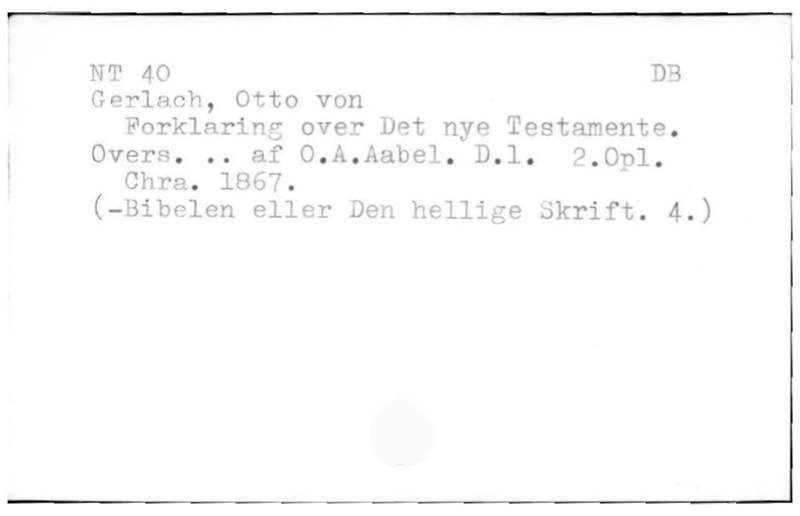 NT 40 DB
Gerlach, Otto von
Forklaring over Det nye Testamente.
Overs. .. af O.A.Aabel. D.1. 2.Opl.
Chra. 1867.
(-Bibelen eller Den hellige Skrift. 4.)